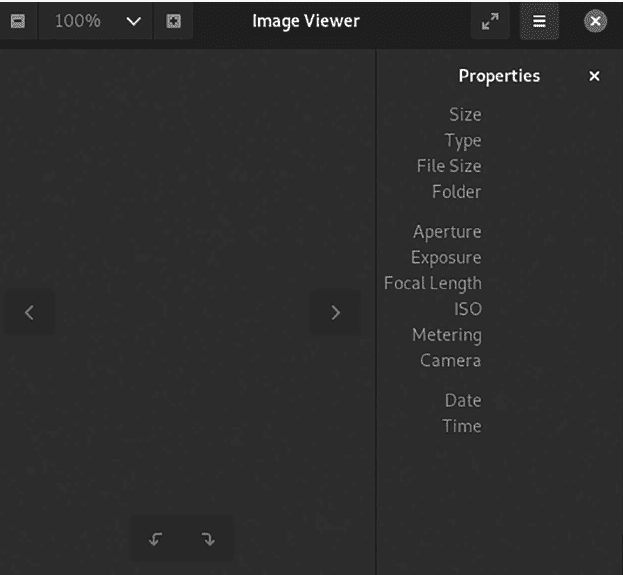 100% Image Viewer
Properties
Size
Type
File Size
Folder
Aperture
Exposure
Focal Length
ISO
Metering
Camera
Date
Time